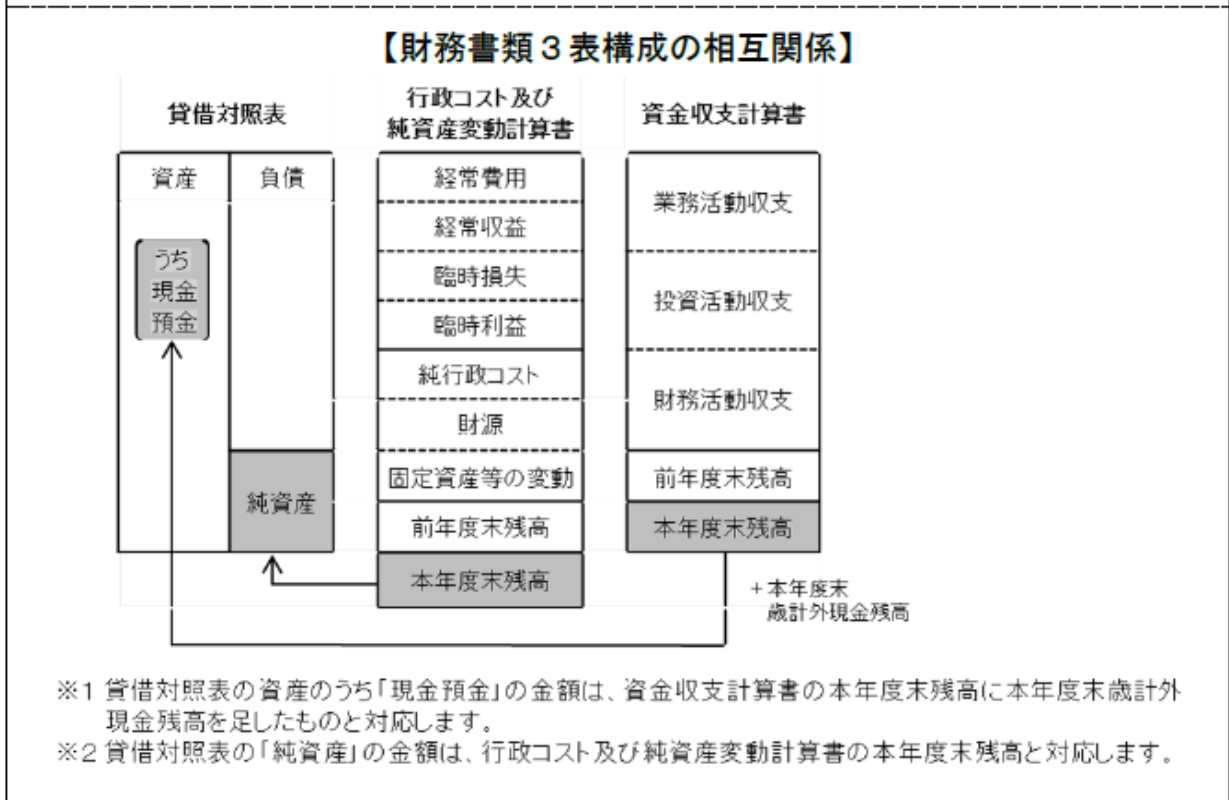 【財務書類３表構成の相互関係】
貸借対照表
資産
負債
うち
現金
預金
純資産
行政コスト及び
純資産変動計算書
経常費用
経常収益
臨時損失
臨時利益
純行政コスト
財源
固定資産等の変動
前年度末残高
本年度末残高
資金収支計算書
業務活動収支
投資活動収支
財務活動収支
前年度末残高
本年度末残高
＋本年度末
歳計外現金残高
※1 貸借対照表の資産のうち「現金預金」の金額は、資金収支計算書の本年度末残高に本年度末歳計外
現金残高を足したものと対応します。
※2 貸借対照表の「純資産」の金額は、行政コスト及び純資産変動計算書の本年度末残高と対応します。